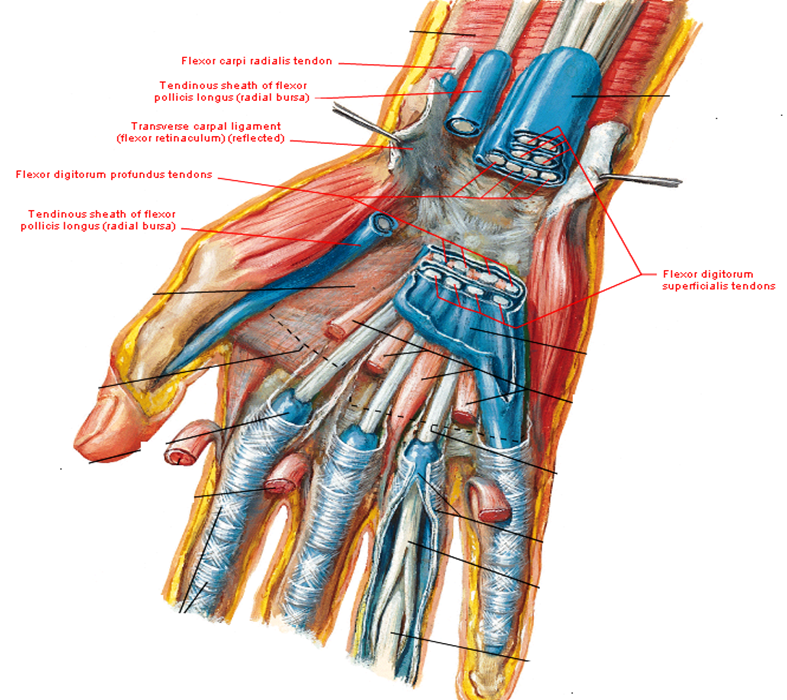 Flexor carpi radialis tendon
Tendinous sheath of flexor
pollicis longus (radial bursa)
Transverse carpal ligament
(flexor retinaculum) (reflected)
Flexor digitorum profundus tendons
Tendinous sheath of flexor
pollicis longus (radial bursa)
Flexor digitorum
superficialis tendons